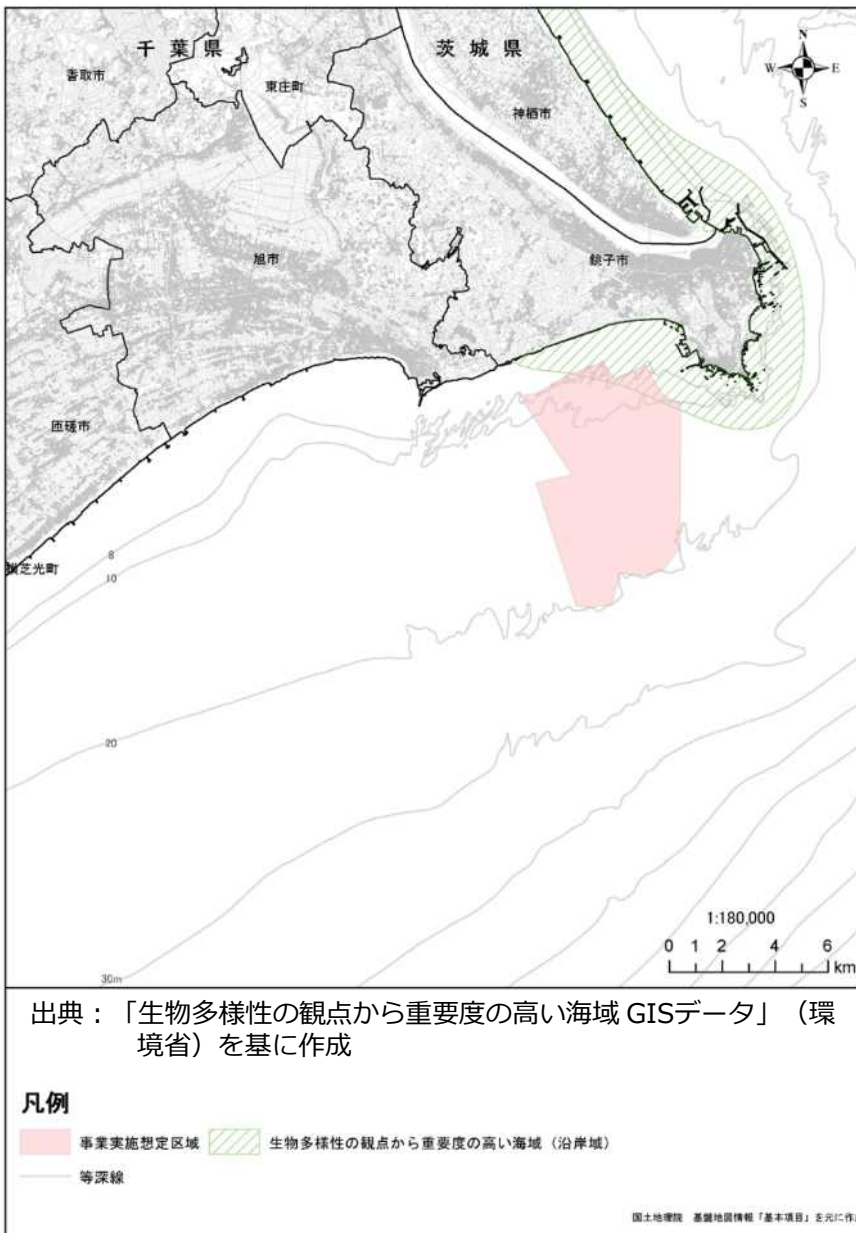 千葉県
茨城県
N
W
E
S
香取市
東庄町
神栖市
旭市
銚子市
匝瑳市
横芝光町
8
10
20
30m
1:180,000
0 1 2 4 6
km
出典：「生物多様性の観点から重要度の高い海域 GISデータ」（環
境省）を基に作成
凡例
事業実施想定区域
生物多様性の観点から重要度の高い海域（沿岸域）
等深線
国土地理院 基盤地図情報「基本項目」を元に作成